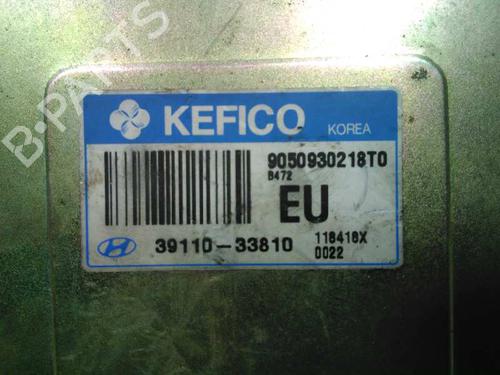 B-PARTS
KEFICO KOREA
9050930218T0
B472
EU
39110-33810
118418X
0022